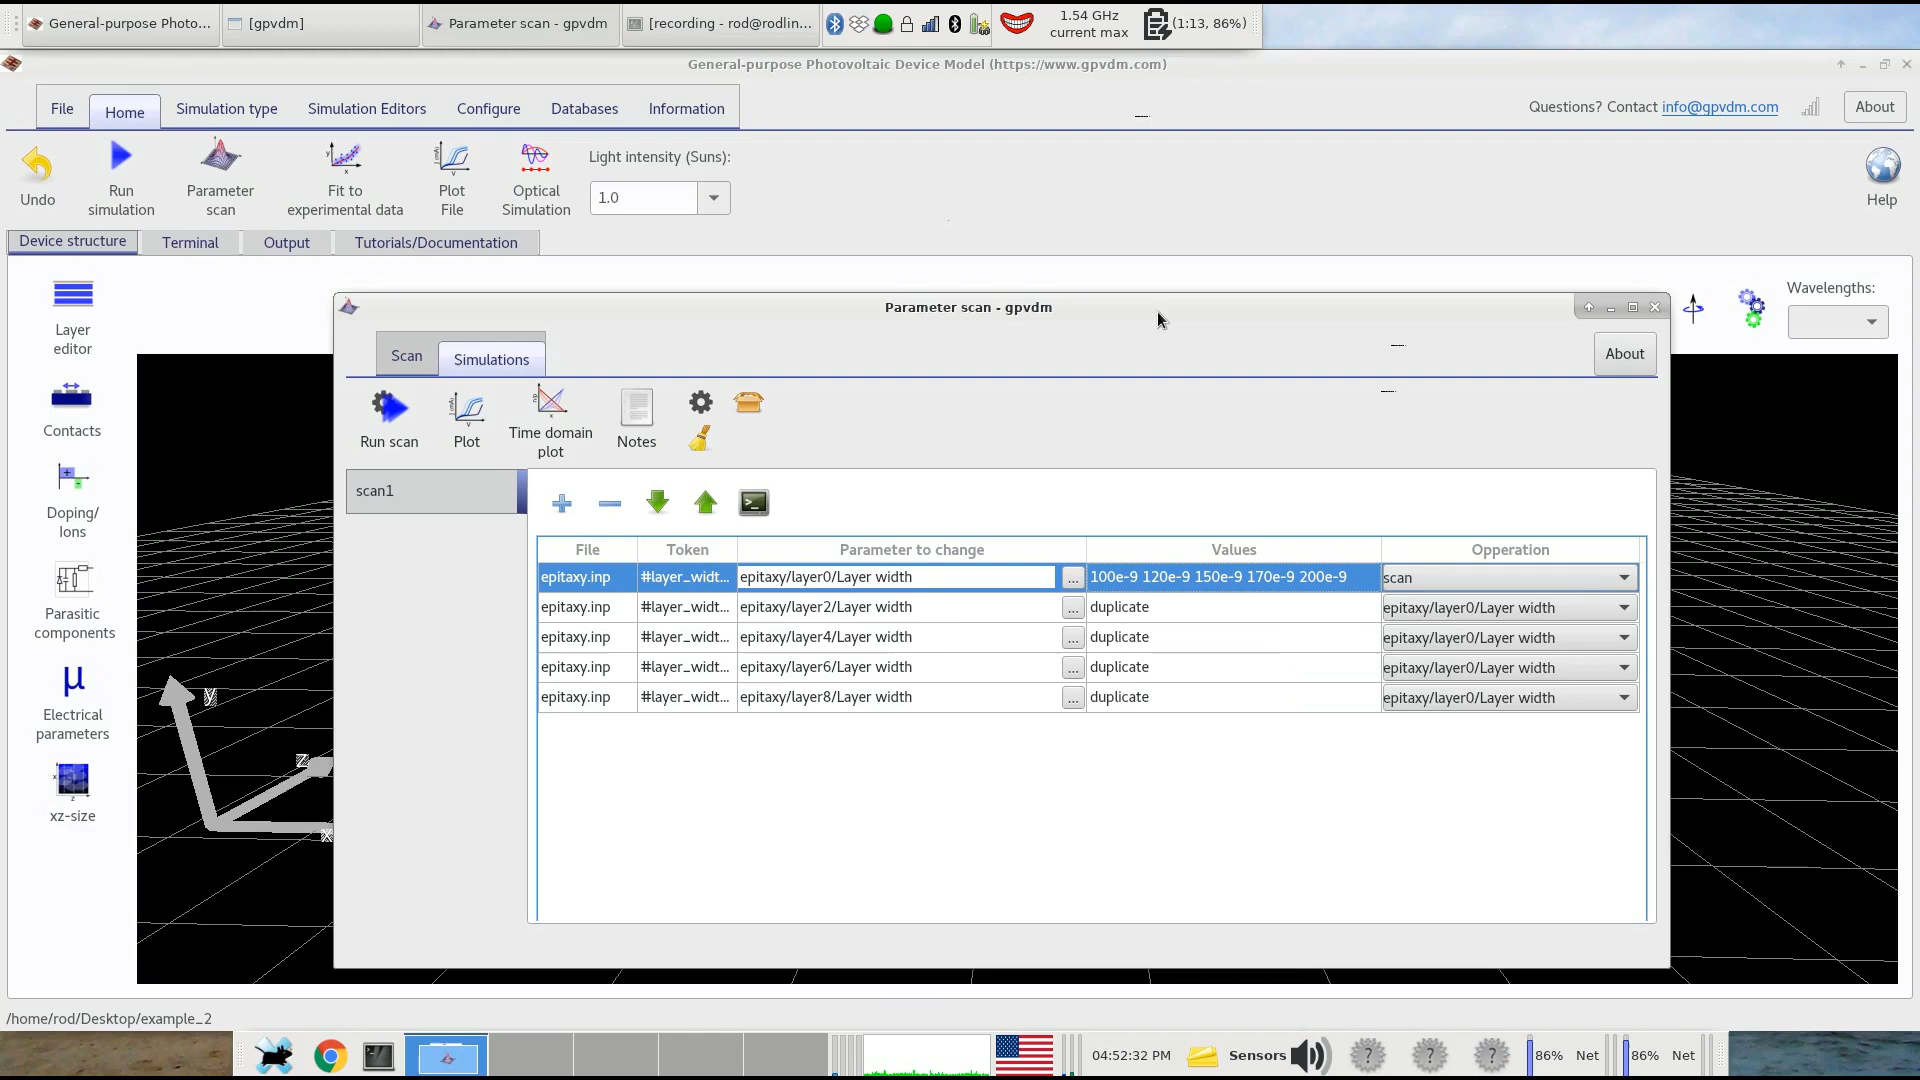 General-purpose Photo...
[gpvdm]
Parameter scan - gpvdm
[recording - rod@rodlin...
1.54 GHz
current max
(1:13, 86%)
General-purpose Photovoltaic Device Model (https://www.gpvdm.com)
File
Home
Simulation type
Simulation Editors
Configure
Databases
Information
Questions? Contact info@gpvdm.com
About
Undo
Run
simulation
Parameter
scan
Fit to
experimental data
Plot
File
Optical
Simulation
Light intensity (Suns):
1.0
Help
Device structure
Terminal
Output
Tutorials/Documentation
Layer
editor
Contacts
Doping/
Ions
Parasitic
components
μ
Electrical
parameters
xz-size
Wavelengths:
y
z
x
Parameter scan - gpvdm
Scan
Simulations
About
Run scan
Plot
Time domain
plot
Notes
scan1
File Token Parameter to change Values Opperation
epitaxy.inp #layer_widt... epitaxy/layer0/Layer width ... 100e-9 120e-9 150e-9 170e-9 200e-9 scan
epitaxy.inp #layer_widt... epitaxy/layer2/Layer width ... duplicate epitaxy/layer0/Layer width
epitaxy.inp #layer_widt... epitaxy/layer4/Layer width ... duplicate epitaxy/layer0/Layer width
epitaxy.inp #layer_widt... epitaxy/layer6/Layer width ... duplicate epitaxy/layer0/Layer width
epitaxy.inp #layer_widt... epitaxy/layer8/Layer width ... duplicate epitaxy/layer0/Layer width
/home/rod/Desktop/example_2
04:52:32 PM
Sensors
?
?
?
86% Net
86% Net